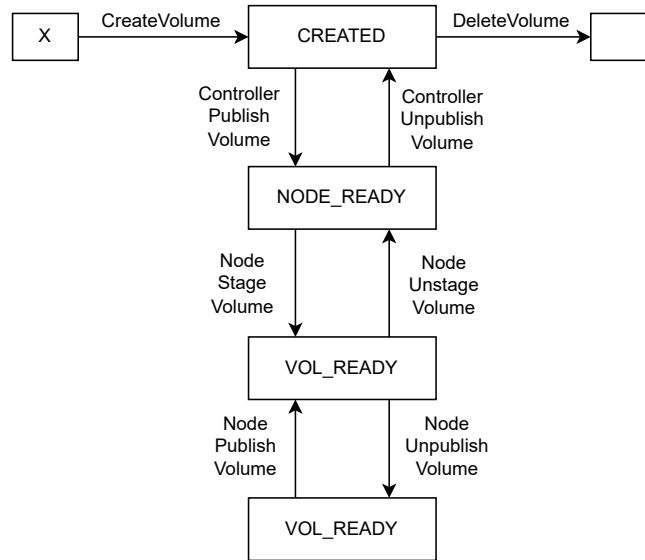 X
CreateVolume
CREATED
DeleteVolume
Controller
Publish
Volume
Controller
Unpublish
Volume
NODE_READY
Node
Stage
Volume
Node
Unstage
Volume
VOL_READY
Node
Publish
Volume
Node
Unpublish
Volume
VOL_READY